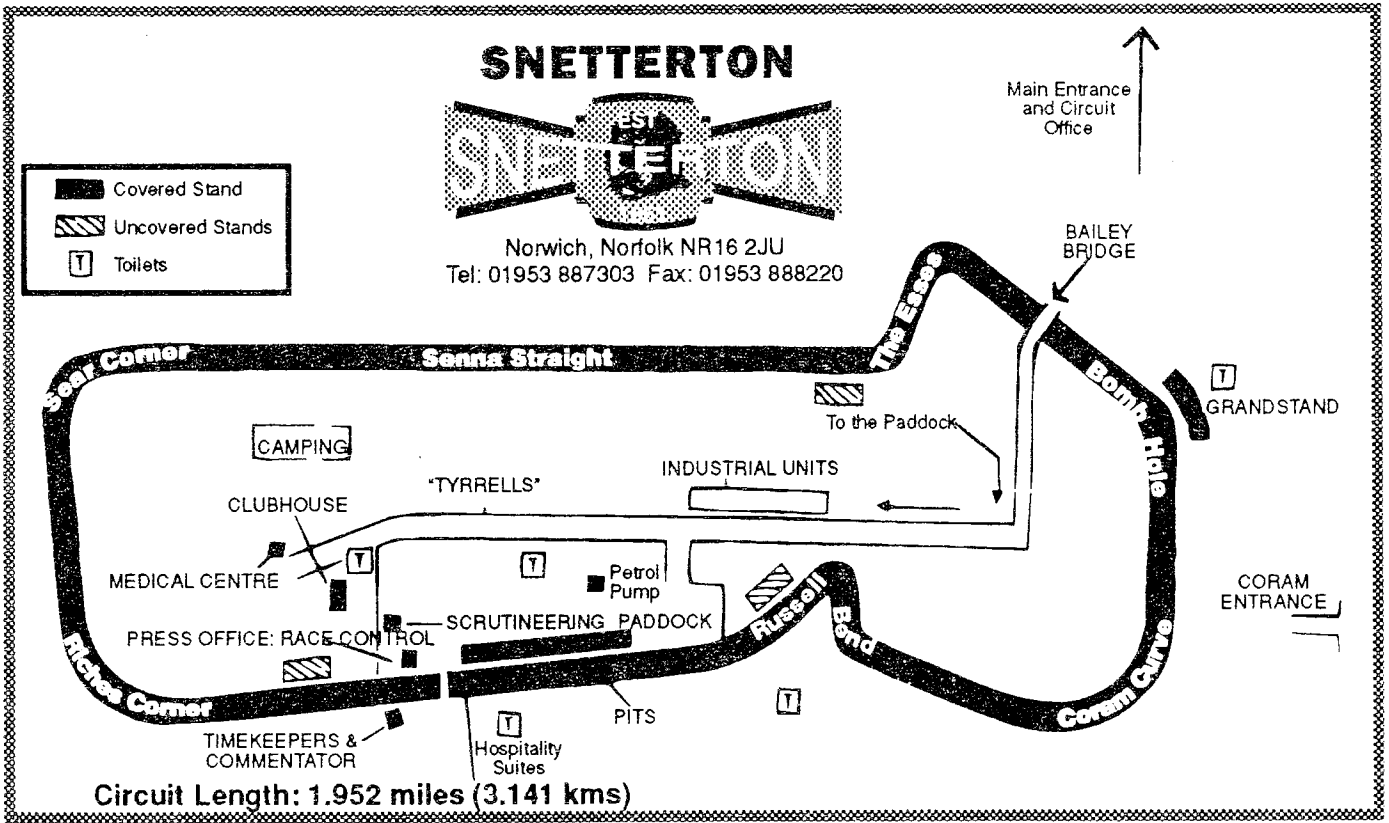 SNETTERTON
EST
SNETTERTON
Norwich, Norfolk NR16 2JU
Tel: 01953 887303 Fax: 01953 888220
Main Entrance
and Circuit
Office
Covered Stand
Uncovered Stands
T Toilets
BAILEY
BRIDGE
The Esses
Sear Corner
Senna Straight
Bomb Hole
T
GRANDSTAND
To the Paddock
CAMPING
INDUSTRIAL UNITS
"TYRRELLS"
CLUBHOUSE
T
T
MEDICAL CENTRE
Petrol
Pump
CORAM
ENTRANCE
SCRUTINEERING PADDOCK
PRESS OFFICE: RACE CONTROL
Russell
Bend
Riches Corner
Coram Curve
T
PITS
T
TIMEKEEPERS &
COMMENTATOR
Hospitality
Suites
Circuit Length: 1.952 miles (3.141 kms)